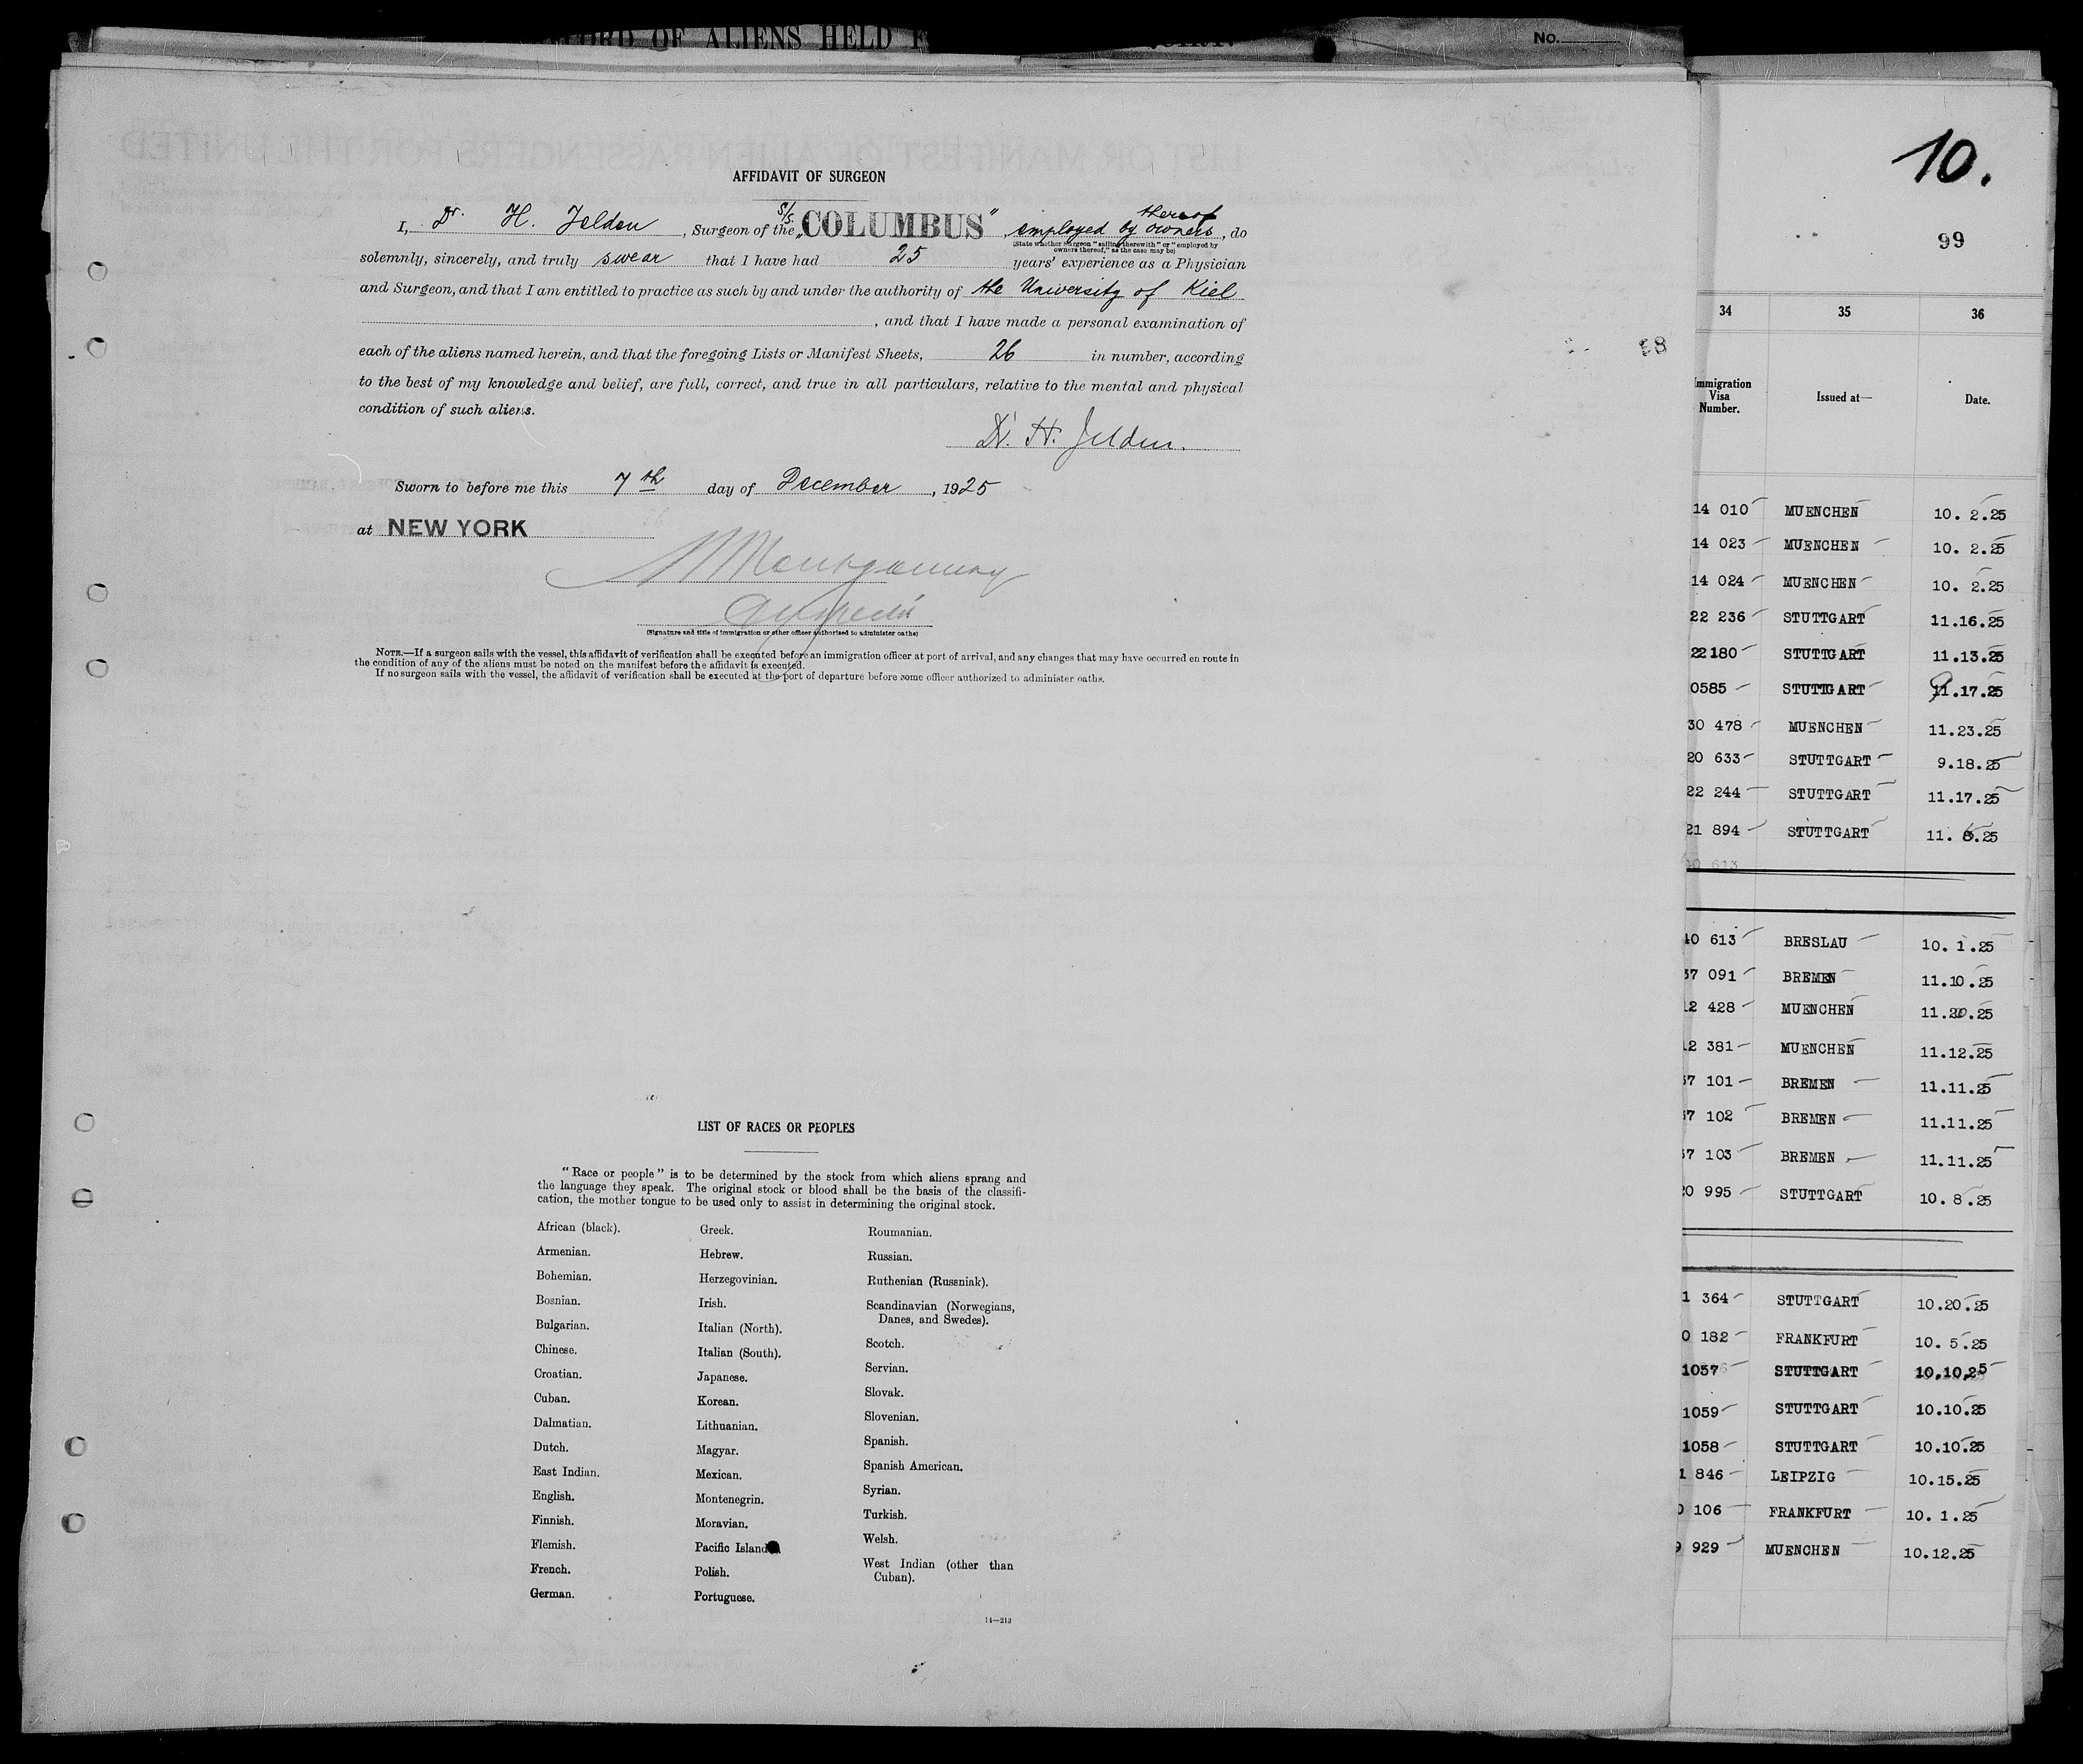 RECORD OF ALIENS HELD F
No.
AFFIDAVIT OF SURGEON
I, Dr. H. Jelden, Surgeon of the S/S. „COLUMBUS”, employed by owners thereof, do
(State whether surgeon "sailing therewith" or "employed by owners thereof," as the case may be)
solemnly, sincerely, and truly swear that I have had 25 years' experience as a Physician
and Surgeon, and that I am entitled to practice as such by and under the authority of the University of Kiel
, and that I have made a personal examination of
each of the aliens named herein, and that the foregoing Lists or Manifest Sheets, 26 in number, according
to the best of my knowledge and belief, are full, correct, and true in all particulars, relative to the mental and physical
condition of such aliens.
Dr. H. Jelden.
Sworn to before me this 7th day of December, 1925
at NEW YORK
Montgomery
(Signature and title of immigration or other officer authorized to administer oaths)
NOTE.—If a surgeon sails with the vessel, this affidavit of verification shall be executed before an immigration officer at port of arrival, and any changes that may have occurred en route in
the condition of any of the aliens must be noted on the manifest before the affidavit is executed.
If no surgeon sails with the vessel, the affidavit of verification shall be executed at the port of departure before some officer authorized to administer oaths.
LIST OF RACES OR PEOPLES
"Race or people" is to be determined by the stock from which aliens sprang and
the language they speak. The original stock or blood shall be the basis of the classifi-
cation, the mother tongue to be used only to assist in determining the original stock.
African (black).
Armenian.
Bohemian.
Bosnian.
Bulgarian.
Chinese.
Croatian.
Cuban.
Dalmatian.
Dutch.
East Indian.
English.
Finnish.
Flemish.
French.
German.
Greek.
Hebrew.
Herzegovinian.
Irish.
Italian (North).
Italian (South).
Japanese.
Korean.
Lithuanian.
Magyar.
Mexican.
Montenegrin.
Moravian.
Pacific Island
Polish.
Portuguese.
Roumanian.
Russian.
Ruthenian (Russniak).
Scandinavian (Norwegians,
Danes, and Swedes).
Scotch.
Servian.
Slovak.
Slovenian.
Spanish.
Spanish American.
Syrian.
Turkish.
Welsh.
West Indian (other than
Cuban).
14—213
10.
99
34 35 36
Immigration Visa Number. Issued at— Date.
14 010 MUENCHEN 10. 2.25
14 023 MUENCHEN 10. 2.25
14 024 MUENCHEN 10. 2.25
22 236 STUTTGART 11.16.25
22180 STUTTGART 11.13.25
0585 STUTTGART 11.17.25
30 478 MUENCHEN 11.23.25
20 633 STUTTGART 9.18.25
22 244 STUTTGART 11.17.25
21 894 STUTTGART 11. 6.25
40 613 BRESLAU 10. 1.25
37 091 BREMEN 11.10.25
12 428 MUENCHEN 11.20.25
12 381 MUENCHEN 11.12.25
37 101 BREMEN 11.11.25
37 102 BREMEN 11.11.25
37 103 BREMEN 11.11.25
20 995 STUTTGART 10. 8.25
1 364 STUTTGART 10.20.25
0 182 FRANKFURT 10. 5.25
1057 STUTTGART 10.10.25
1059 STUTTGART 10.10.25
1058 STUTTGART 10.10.25
1 846 LEIPZIG 10.15.25
0 106 FRANKFURT 10. 1.25
9 929 MUENCHEN 10.12.25